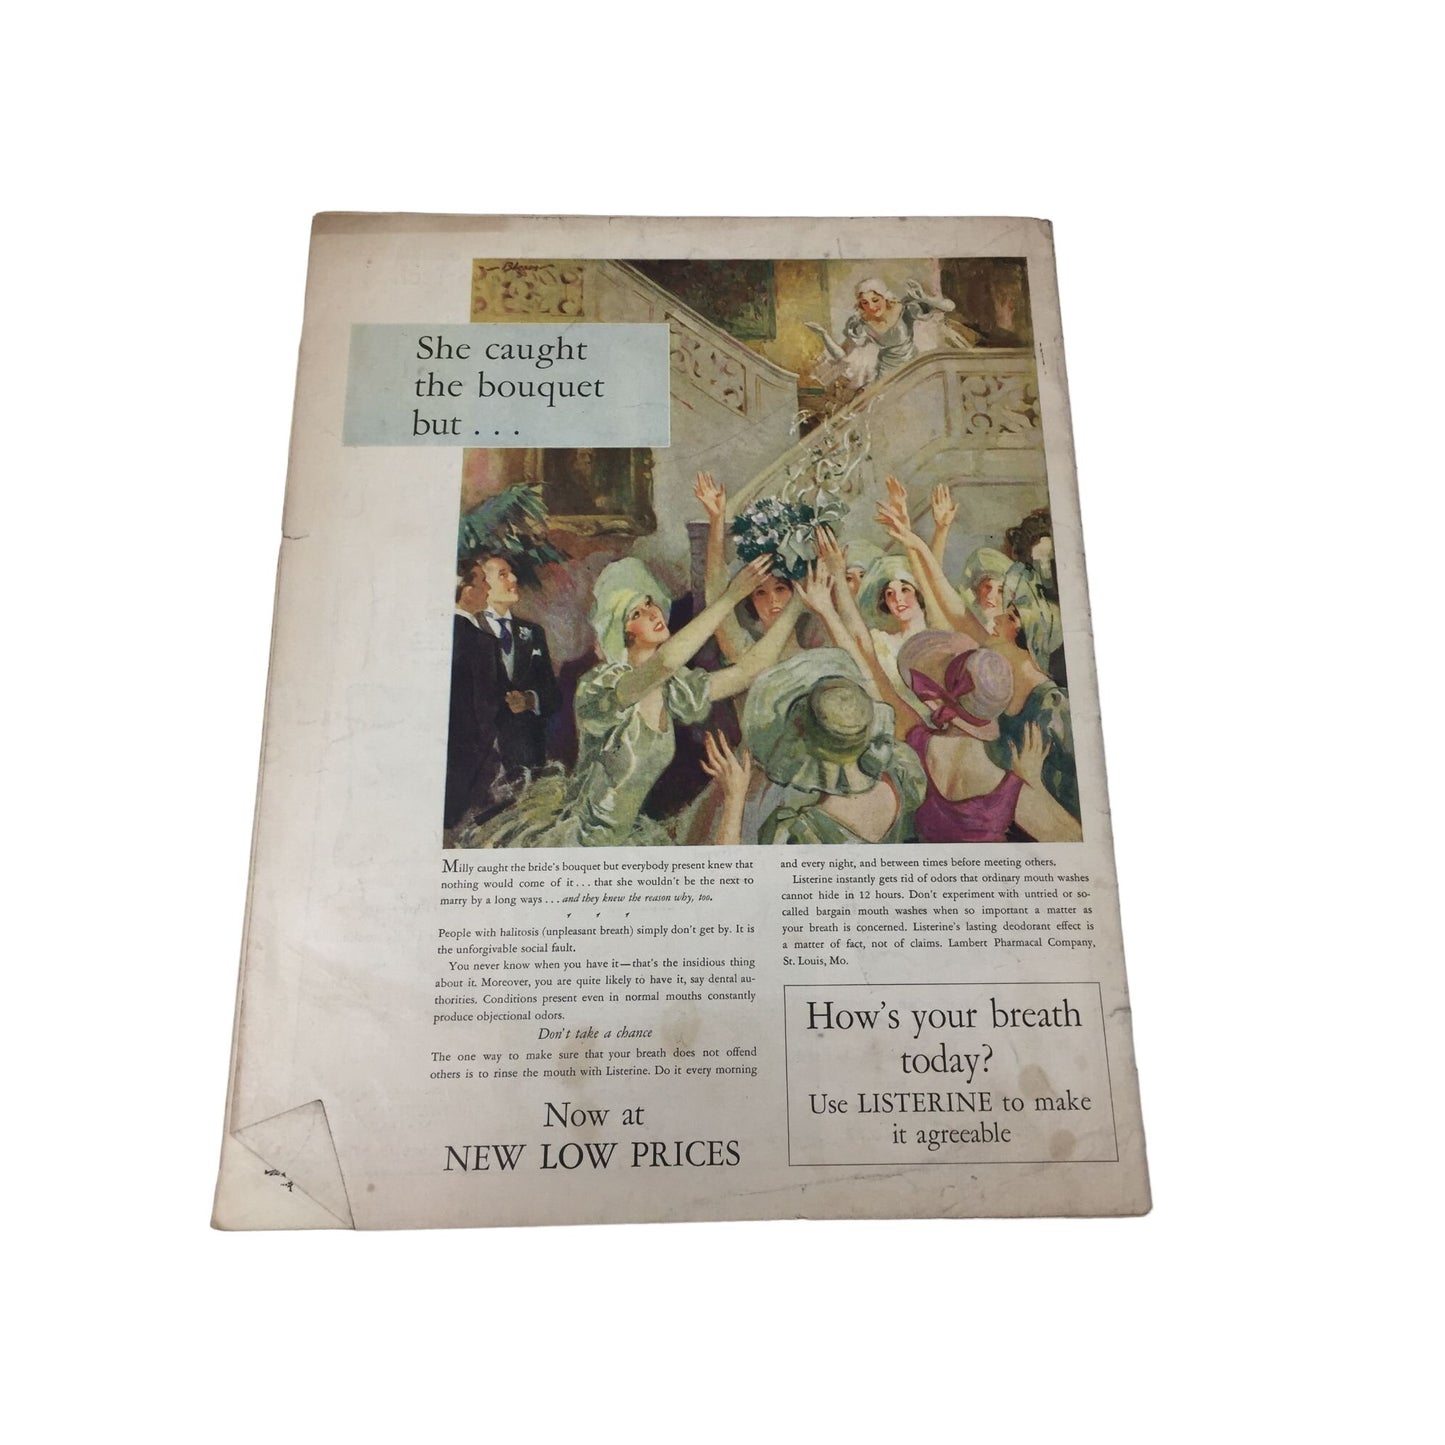 She caught
the bouquet
but . . .
Milly caught the bride's bouquet but everybody present knew that
nothing would come of it . . . that she wouldn't be the next to
marry by a long ways . . . and they knew the reason why, too.
People with halitosis (unpleasant breath) simply don't get by. It is
the unforgivable social fault.
You never know when you have it—that's the insidious thing
about it. Moreover, you are quite likely to have it, say dental au-
thorities. Conditions present even in normal mouths constantly
produce objectional odors.
Don't take a chance
The one way to make sure that your breath does not offend
others is to rinse the mouth with Listerine. Do it every morning
and every night, and between times before meeting others.
Listerine instantly gets rid of odors that ordinary mouth washes
cannot hide in 12 hours. Don't experiment with untried or so-
called bargain mouth washes when so important a matter as
your breath is concerned. Listerine's lasting deodorant effect is
a matter of fact, not of claims. Lambert Pharmacal Company,
St. Louis, Mo.
Now at
NEW LOW PRICES
How's your breath
today?
Use LISTERINE to make
it agreeable